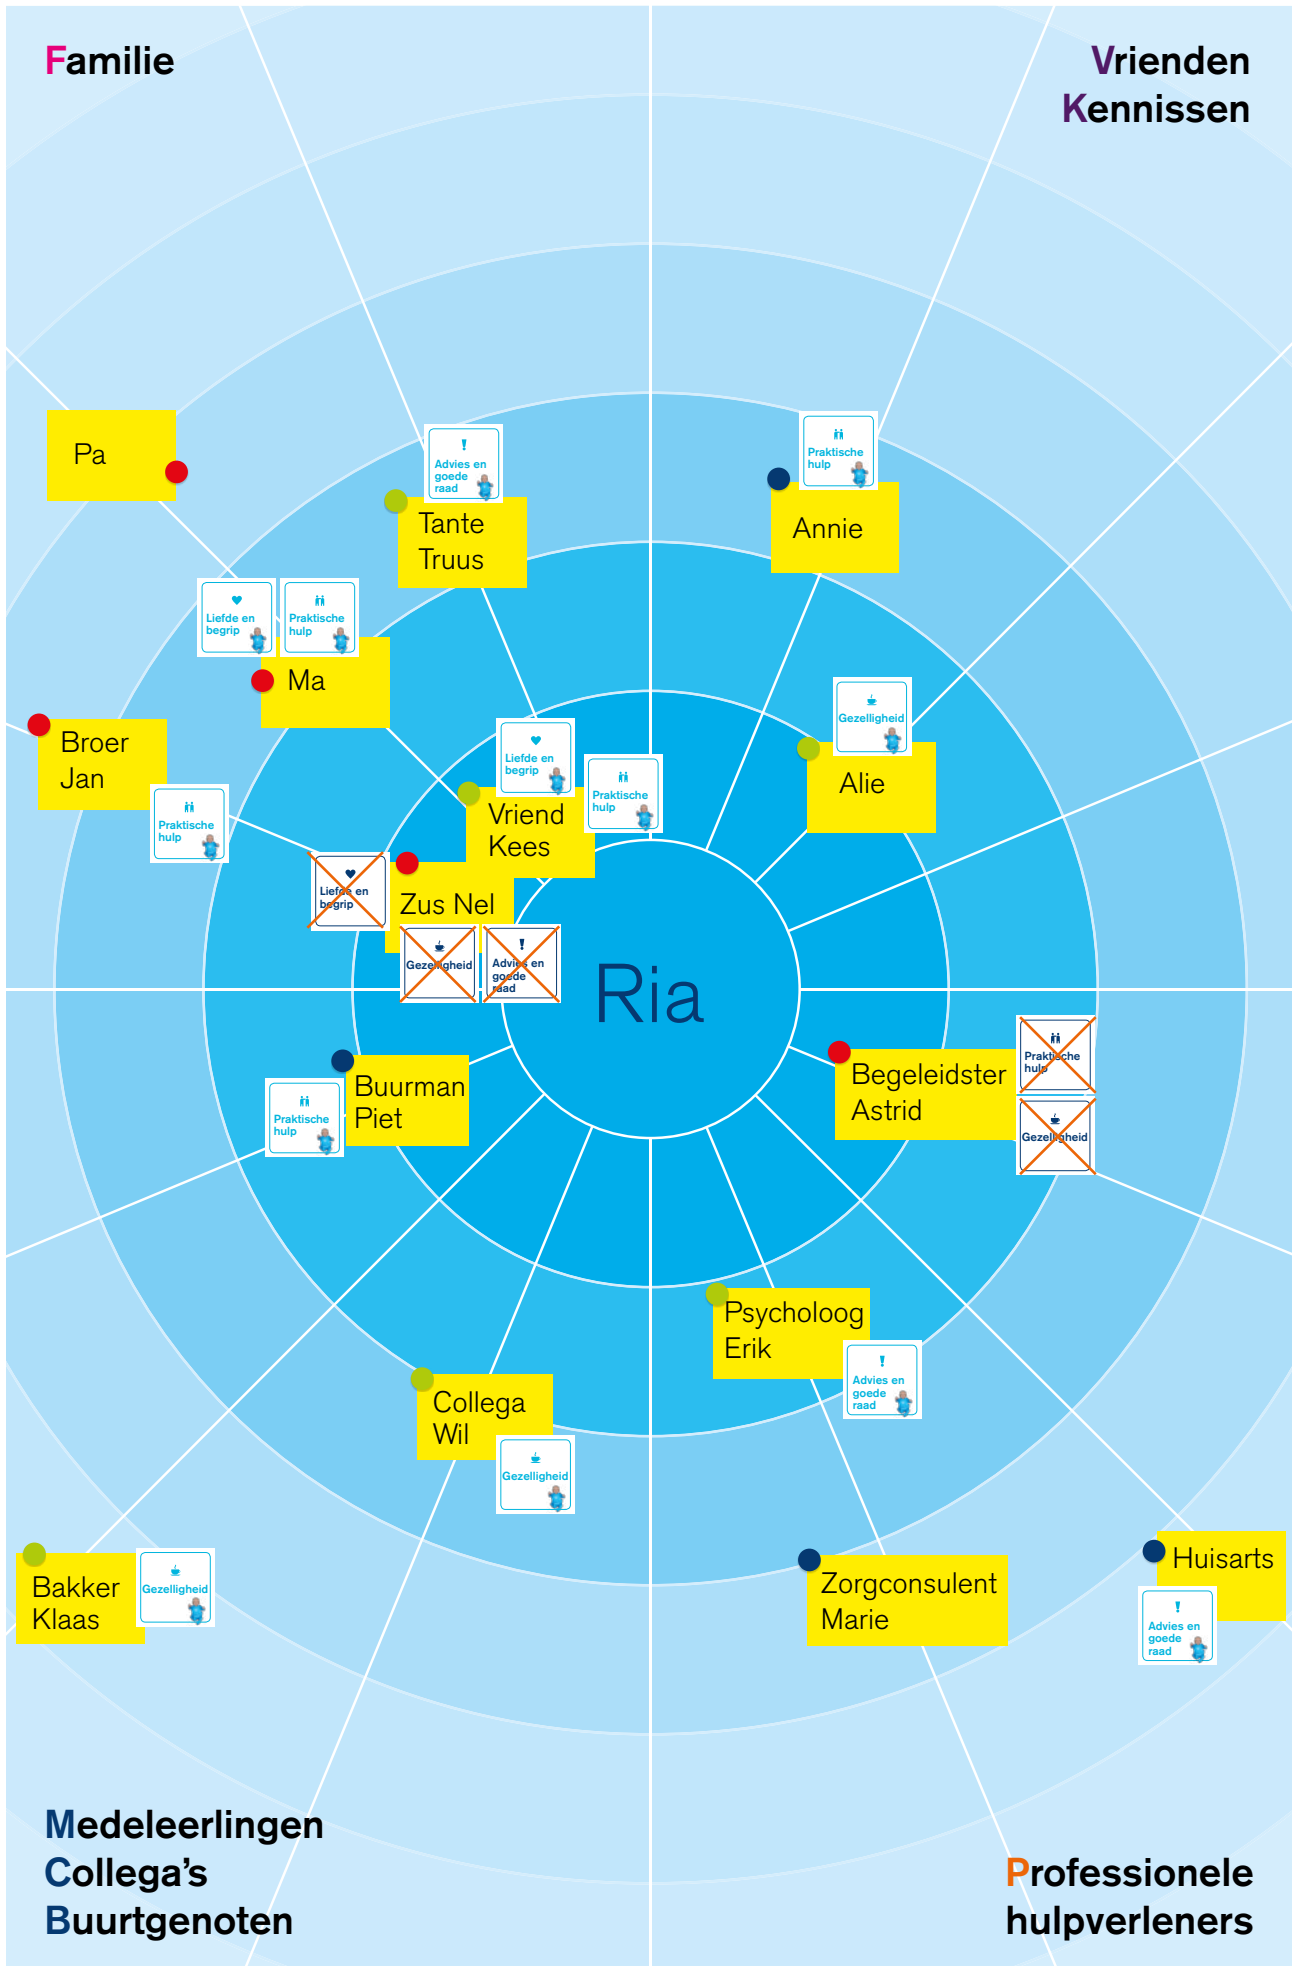 Familie
Vrienden
Kennissen
Pa
Advies en
goede
raad
Tante
Truus
Praktische
hulp
Annie
Liefde en
begrip
Praktische
hulp
Ma
Broer
Jan
Praktische
hulp
Liefde en
begrip
Praktische
hulp
Vriend
Kees
Gezelligheid
Alie
Liefde en
begrip
Zus Nel
Gezelligheid
Advies en
goede
raad
Ria
Buurman
Piet
Praktische
hulp
Begeleidster
Astrid
Praktische
hulp
Gezelligheid
Psycholoog
Erik
Advies en
goede
raad
Collega
Wil
Gezelligheid
Bakker
Klaas
Gezelligheid
Zorgconsulent
Marie
Huisarts
Advies en
goede
raad
Medeleerlingen
Collega's
Buurtgenoten
Professionele
hulpverleners